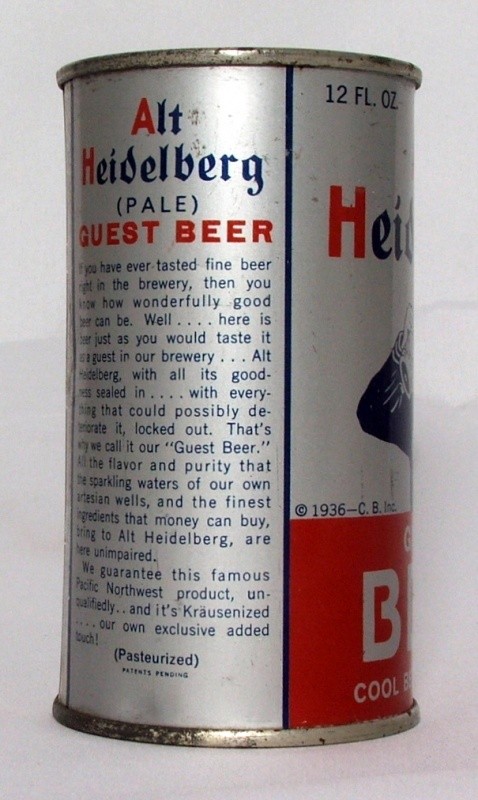 Alt
Heidelberg
(PALE)
GUEST BEER
If you have ever tasted fine beer
right in the brewery, then you
know how wonderfully good
beer can be. Well .... here is
beer just as you would taste it
as a guest in our brewery ... Alt
Heidelberg, with all its good-
ness sealed in .... with every-
thing that could possibly de-
teriorate it, locked out. That's
why we call it our "Guest Beer."
All the flavor and purity that
the sparkling waters of our own
artesian wells, and the finest
ingredients that money can buy,
bring to Alt Heidelberg, are
here unimpaired.
We guarantee this famous
Pacific Northwest product, un-
qualifiedly.. and it's Kräusenized
.... our own exclusive added
touch!
(Pasteurized)
PATENTS PENDING
12 FL. OZ.
Heid
© 1936—C. B. Inc.
G
BE
COOL B